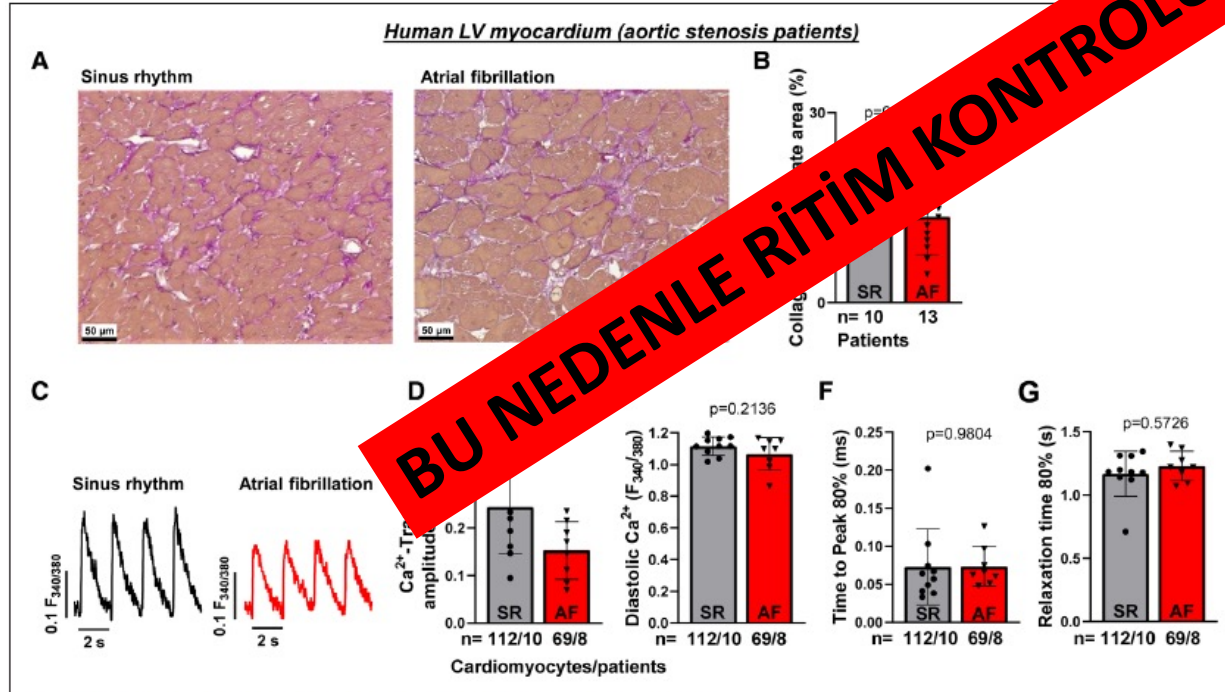 Human LV myocardium (aortic stenosis patients)
A
Sinus rhythm
Atrial fibrillation
50 µm
50 µm
B
30
0
SR
AF
n= 10
13
Patients
BU NEDENLE RİTİM
C
Sinus rhythm
Atrial fibrillation
0.1 F340/380
2 s
0.1 F340/380
2 s
D
amplitude
0.2
0.1
0.0
SR
AF
n= 112/10
69/8
Cardiomyocytes/patients
p=0.2136
Diastolic Ca²⁺ (F340/380)
1.2
1.0
0.8
0.6
0.4
0.2
0.0
SR
AF
n= 112/10
69/8
F
p=0.9804
Time to Peak 80% (ms)
0.25
0.20
0.15
0.10
0.05
0.00
SR
AF
n= 112/10
69/8
G
p=0.5726
Relaxation time 80% (s)
1.5
1.0
0.5
0.0
SR
AF
n= 112/10
69/8